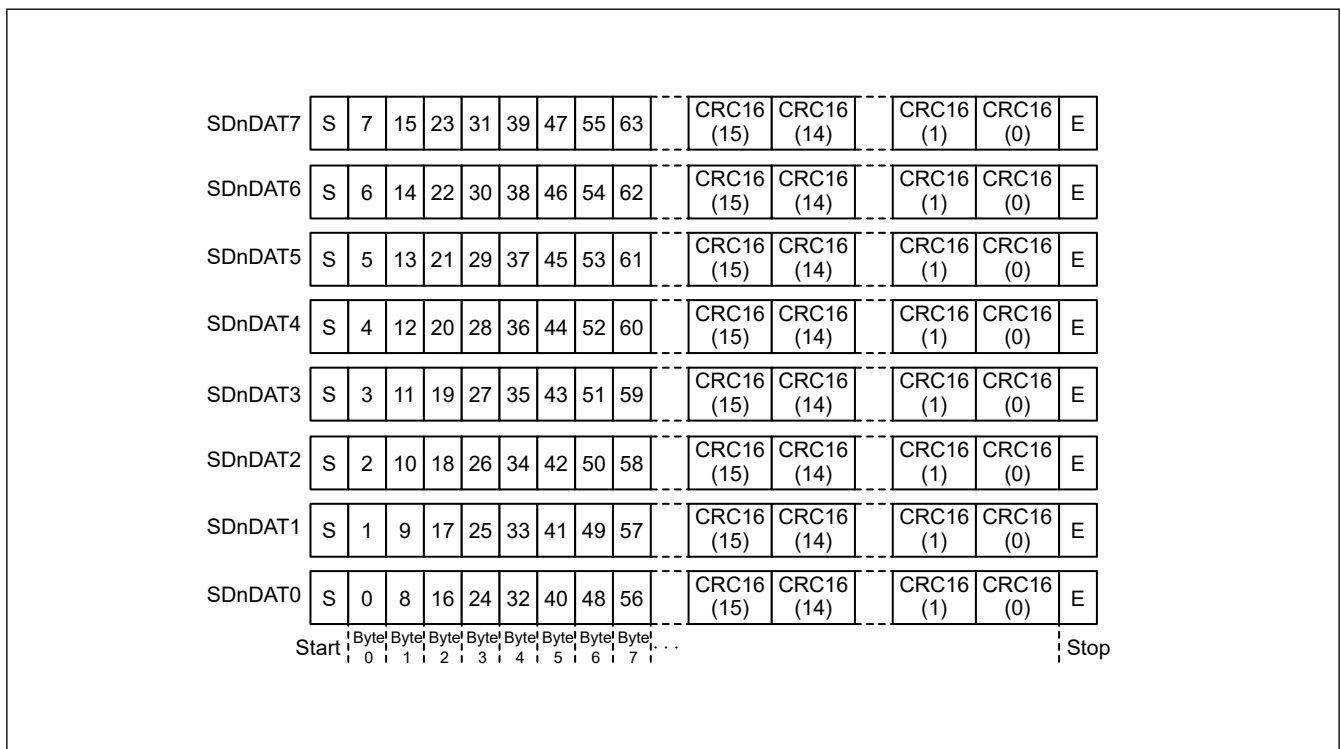 SDnDAT7 S 7 15 23 31 39 47 55 63 CRC16 (15) CRC16 (14) CRC16 (1) CRC16 (0) E
SDnDAT6 S 6 14 22 30 38 46 54 62 CRC16 (15) CRC16 (14) CRC16 (1) CRC16 (0) E
SDnDAT5 S 5 13 21 29 37 45 53 61 CRC16 (15) CRC16 (14) CRC16 (1) CRC16 (0) E
SDnDAT4 S 4 12 20 28 36 44 52 60 CRC16 (15) CRC16 (14) CRC16 (1) CRC16 (0) E
SDnDAT3 S 3 11 19 27 35 43 51 59 CRC16 (15) CRC16 (14) CRC16 (1) CRC16 (0) E
SDnDAT2 S 2 10 18 26 34 42 50 58 CRC16 (15) CRC16 (14) CRC16 (1) CRC16 (0) E
SDnDAT1 S 1 9 17 25 33 41 49 57 CRC16 (15) CRC16 (14) CRC16 (1) CRC16 (0) E
SDnDAT0 S 0 8 16 24 32 40 48 56 CRC16 (15) CRC16 (14) CRC16 (1) CRC16 (0) E
Start Byte 0 Byte 1 Byte 2 Byte 3 Byte 4 Byte 5 Byte 6 Byte 7 · · · Stop